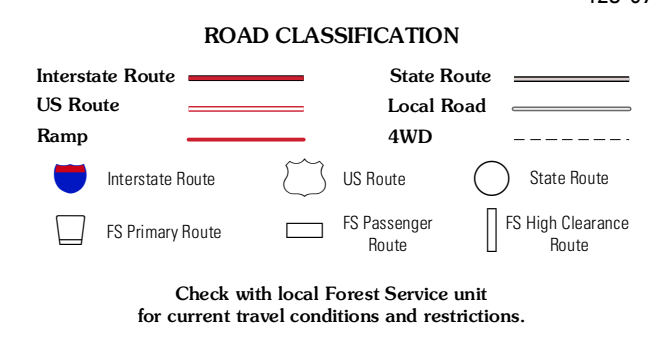 ROAD CLASSIFICATION
Interstate Route State Route
US Route Local Road
Ramp 4WD
Interstate Route US Route State Route
FS Primary Route FS Passenger Route FS High Clearance Route
Check with local Forest Service unit
for current travel conditions and restrictions.